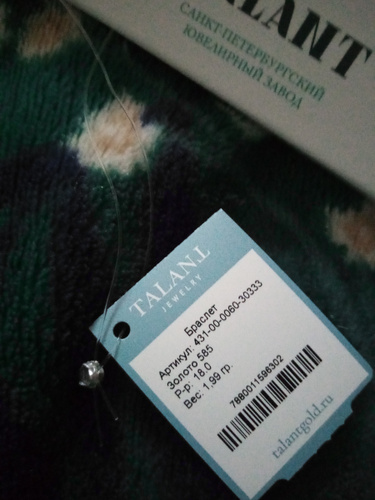 TALANT
САНКТ-ПЕТЕРБУРГСКИЙ
ЮВЕЛИРНЫЙ ЗАВОД
TALANT
JEWELRY
Браслет
Артикул: 431-00-0060-30333
Золото 585
Р-р: 18,0
Вес: 1,99 гр.
7880011596302
talantgold.ru